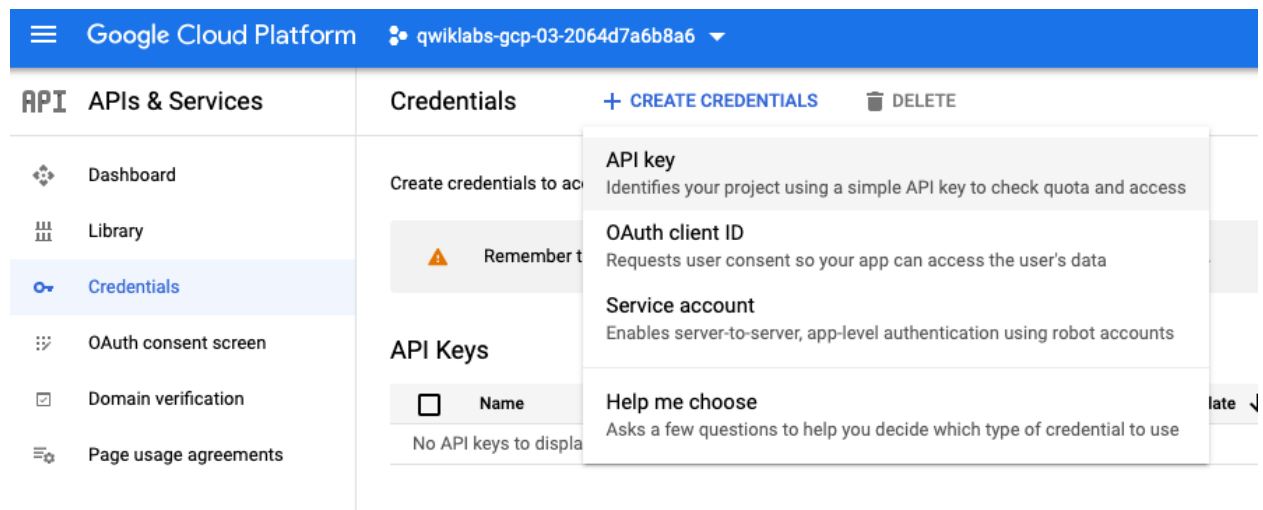 Google Cloud Platform qwiklabs-gcp-03-2064d7a6b8a6
API APIs & Services
Credentials + CREATE CREDENTIALS DELETE
Dashboard
Library
Credentials
OAuth consent screen
Domain verification
Page usage agreements
Create credentials to
Remember
API Keys
Name
No API keys to
API key
Identifies your project using a simple API key to check quota and access
OAuth client ID
Requests user consent so your app can access the user's data
Service account
Enables server-to-server, app-level authentication using robot accounts
Help me choose
Asks a few questions to help you decide which type of credential to use